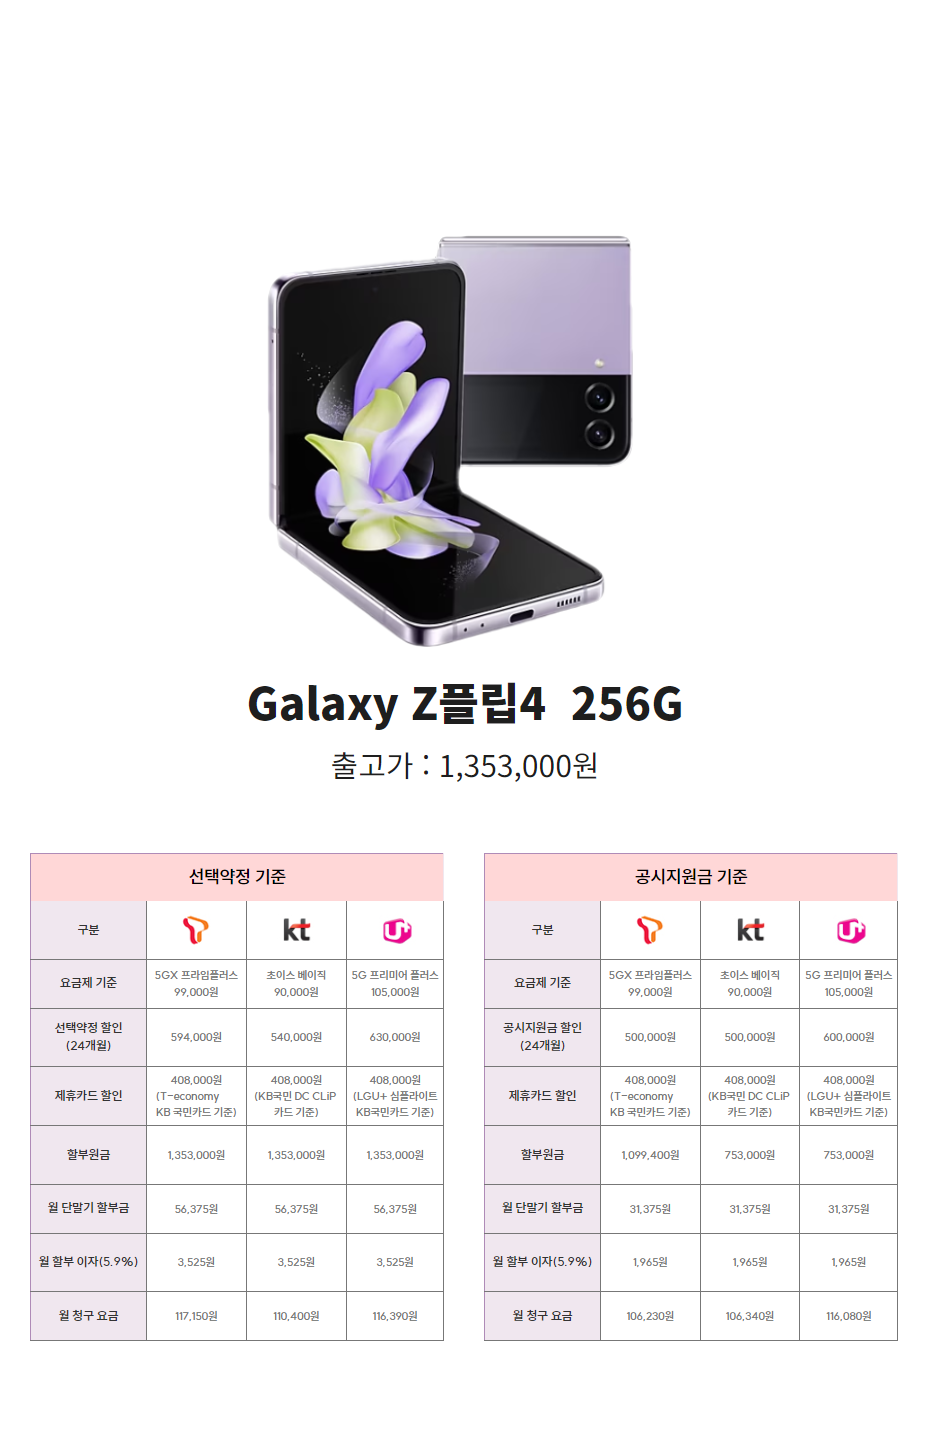 Galaxy Z플립4 256G
출고가 : 1,353,000원
선택약정 기준
구분 kt U+
요금제 기준 5GX 프라임플러스 99,000원 초이스 베이직 90,000원 5G 프리미어 플러스 105,000원
선택약정 할인 (24개월) 594,000원 540,000원 630,000원
제휴카드 할인 408,000원 (T-economy KB 국민카드 기준) 408,000원 (KB국민 DC CLiP 카드 기준) 408,000원 (LGU+ 심플라이트 KB국민카드 기준)
할부원금 1,353,000원 1,353,000원 1,353,000원
월 단말기 할부금 56,375원 56,375원 56,375원
월 할부 이자(5.9%) 3,525원 3,525원 3,525원
월 청구 요금 117,150원 110,400원 116,390원
공시지원금 기준
구분 kt U+
요금제 기준 5GX 프라임플러스 99,000원 초이스 베이직 90,000원 5G 프리미어 플러스 105,000원
공시지원금 할인 (24개월) 500,000원 500,000원 600,000원
제휴카드 할인 408,000원 (T-economy KB 국민카드 기준) 408,000원 (KB국민 DC CLiP 카드 기준) 408,000원 (LGU+ 심플라이트 KB국민카드 기준)
할부원금 1,099,400원 753,000원 753,000원
월 단말기 할부금 31,375원 31,375원 31,375원
월 할부 이자(5.9%) 1,965원 1,965원 1,965원
월 청구 요금 106,230원 106,340원 116,080원